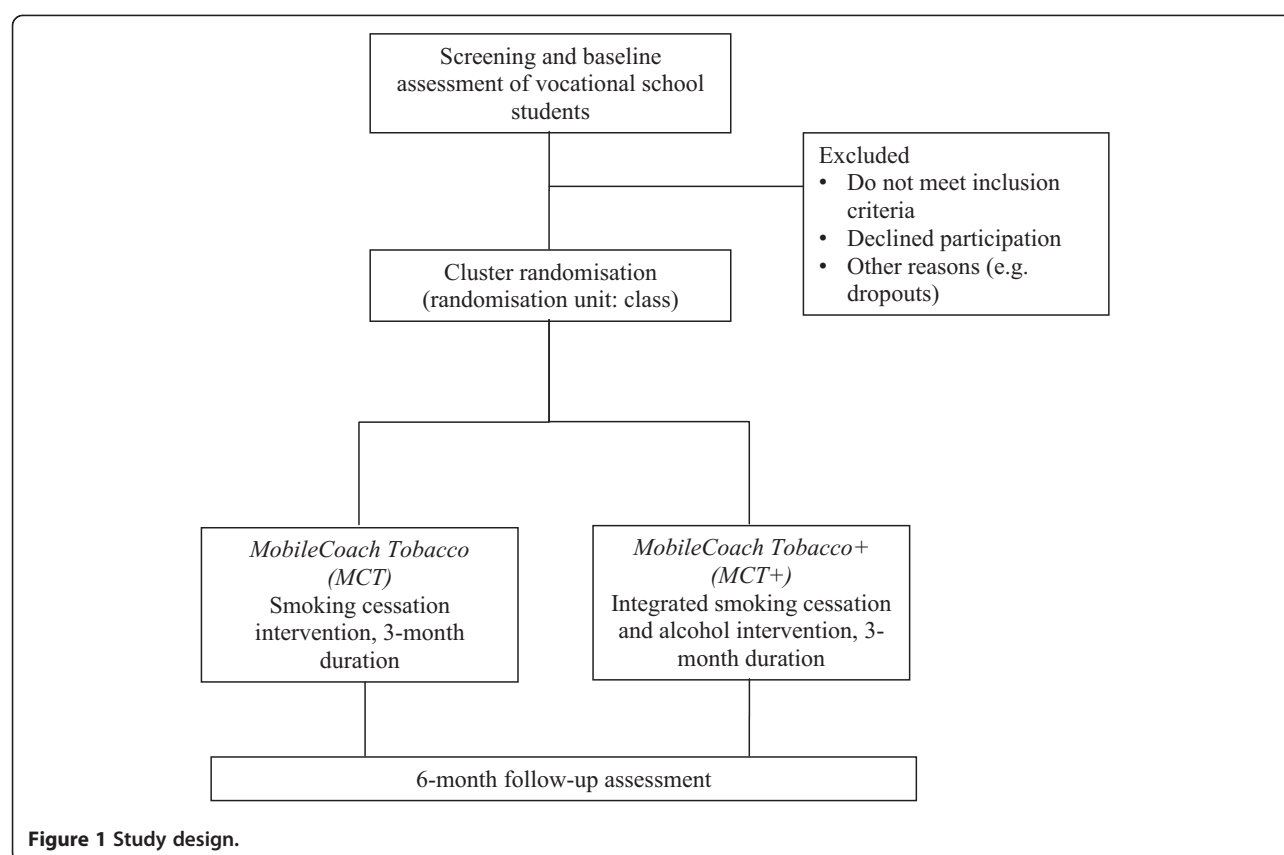 Screening and baseline
assessment of vocational school
students
Excluded
• Do not meet inclusion
criteria
• Declined participation
• Other reasons (e.g.
dropouts)
Cluster randomisation
(randomisation unit: class)
MobileCoach Tobacco
(MCT)
Smoking cessation
intervention, 3-month
duration
MobileCoach Tobacco+
(MCT+)
Integrated smoking cessation
and alcohol intervention, 3-
month duration
6-month follow-up assessment
Figure 1 Study design.